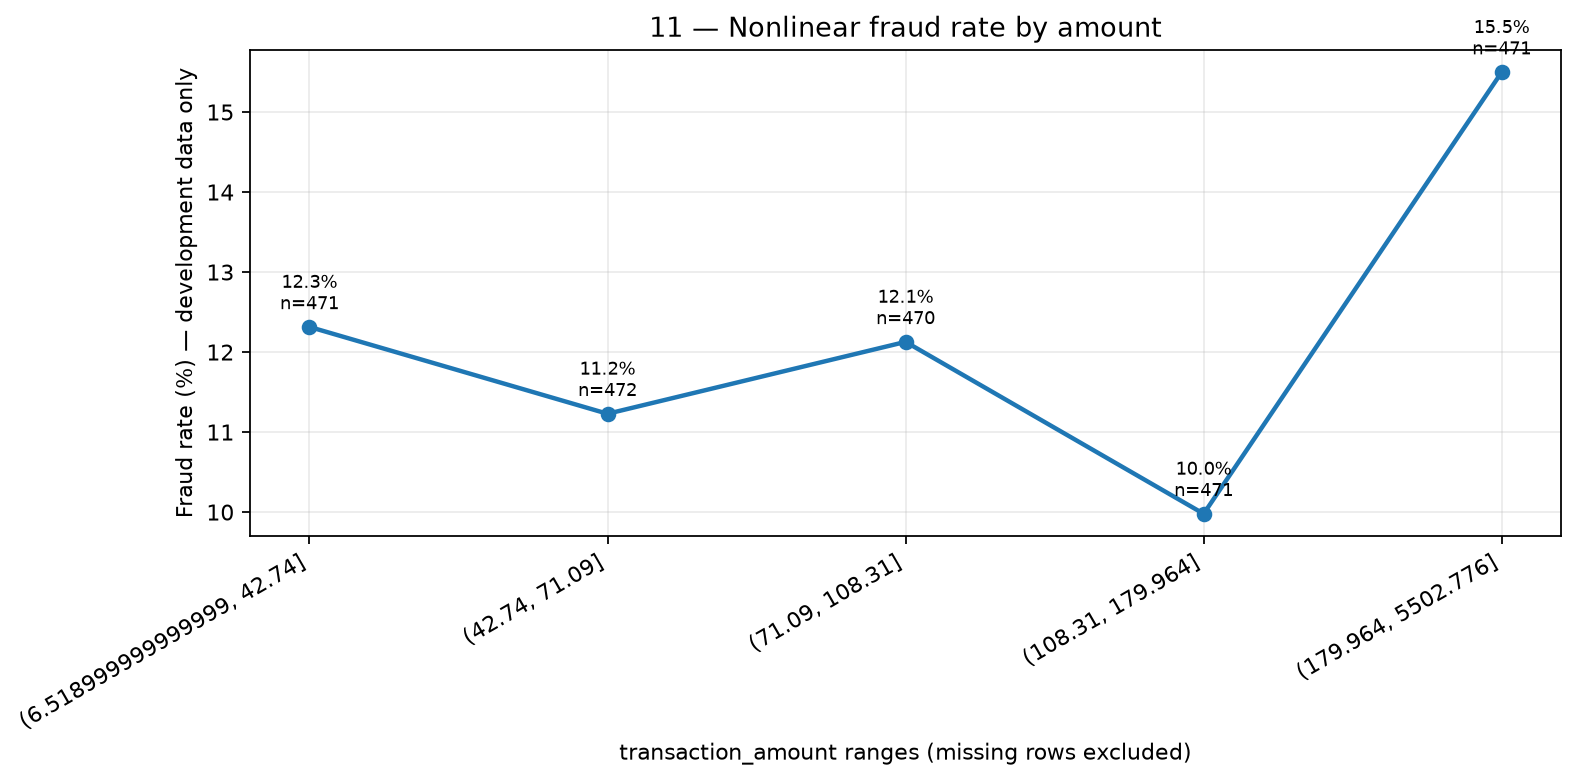 11 — Nonlinear fraud rate by amount
Fraud rate (%) — development data only
15
14
13
12
11
10
12.3%
n=471
11.2%
n=472
12.1%
n=470
10.0%
n=471
15.5%
n=471
(6.518999999999999, 42.74]
(42.74, 71.09]
(71.09, 108.31]
(108.31, 179.964]
(179.964, 5502.776]
transaction_amount ranges (missing rows excluded)